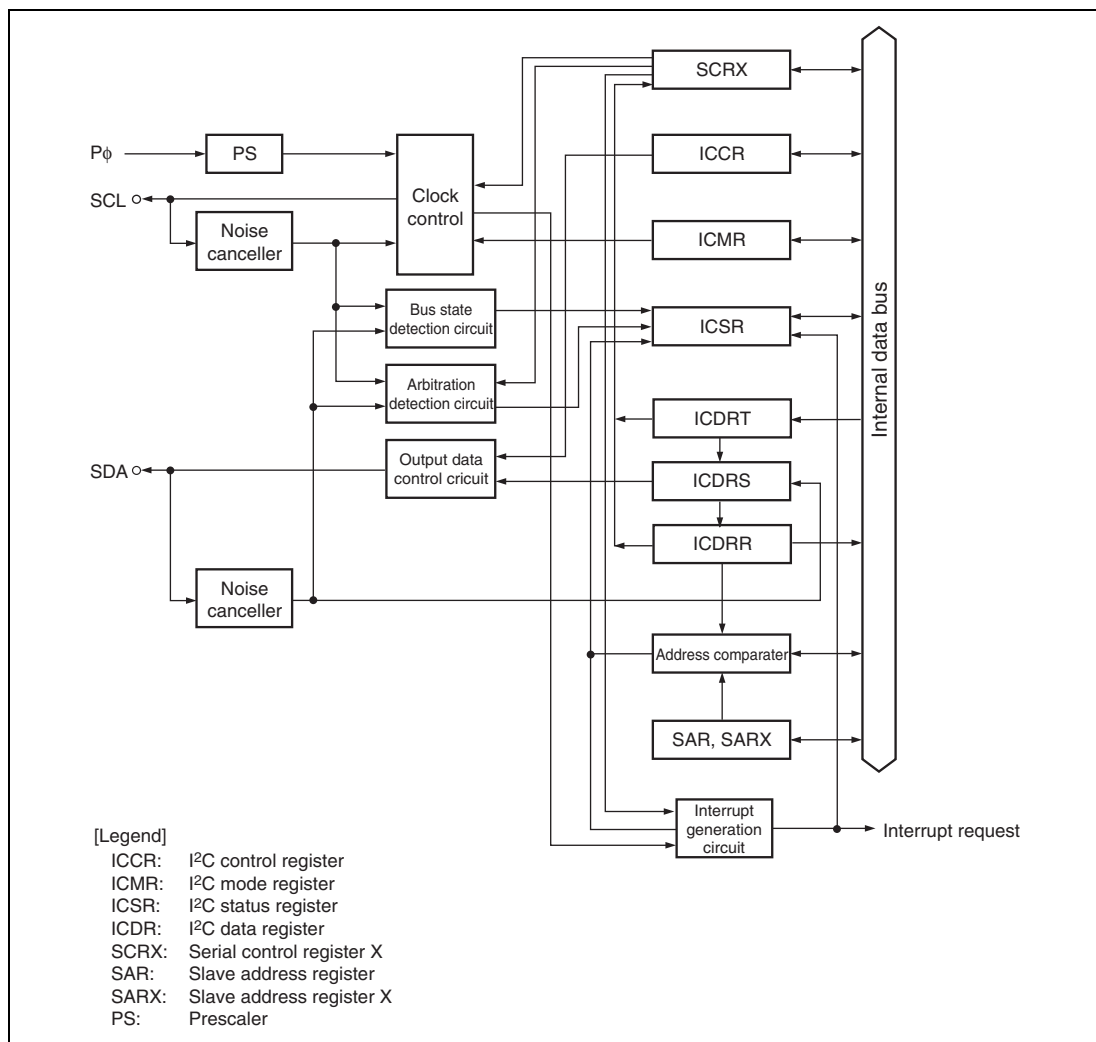 SCRX
Pφ
PS
ICCR
SCL
Clock
control
Noise
canceller
ICMR
Bus state
detection circuit
ICSR
Internal data bus
Arbitration
detection circuit
ICDRT
SDA
Output data
control cricuit
ICDRS
ICDRR
Noise
canceller
Address comparater
SAR, SARX
Interrupt
generation
circuit
Interrupt request
[Legend]
ICCR: I²C control register
ICMR: I²C mode register
ICSR: I²C status register
ICDR: I²C data register
SCRX: Serial control register X
SAR: Slave address register
SARX: Slave address register X
PS: Prescaler